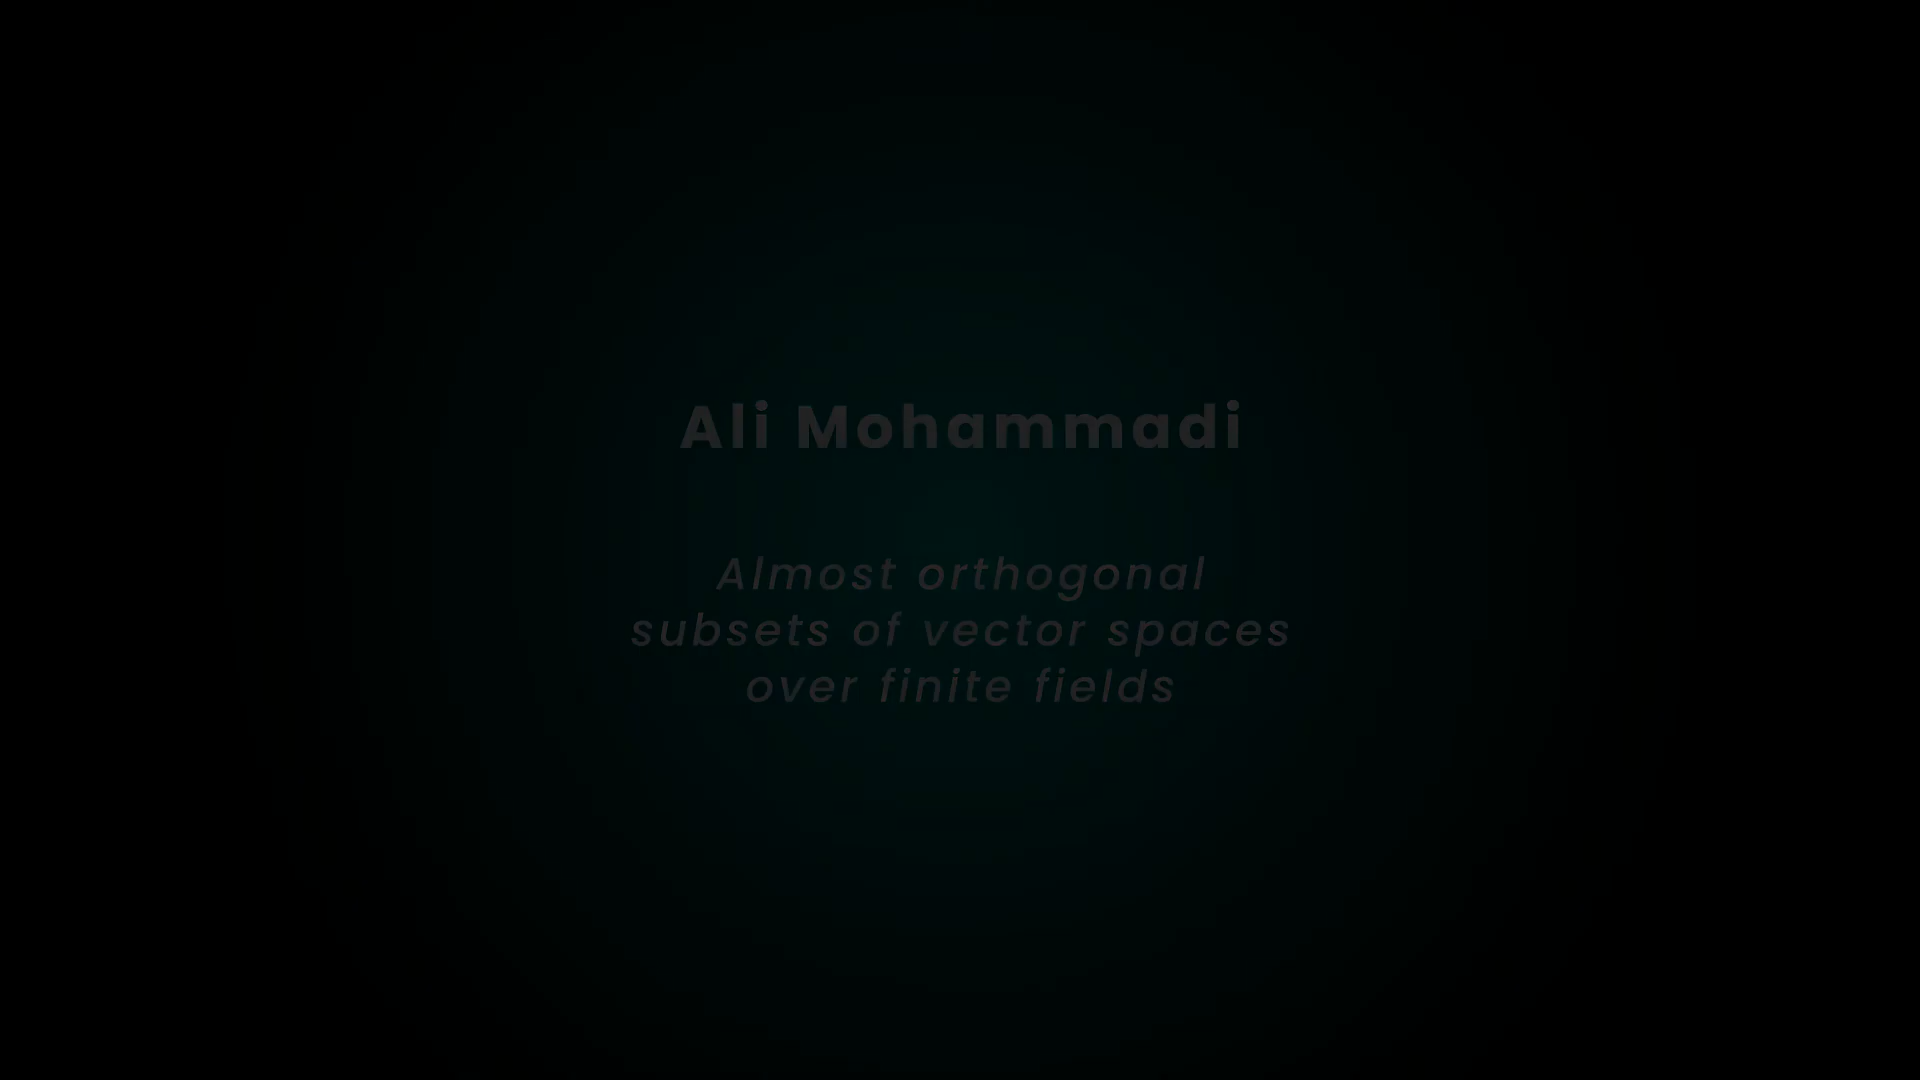 Ali Mohammadi
Almost orthogonal
subsets of vector spaces
over finite fields